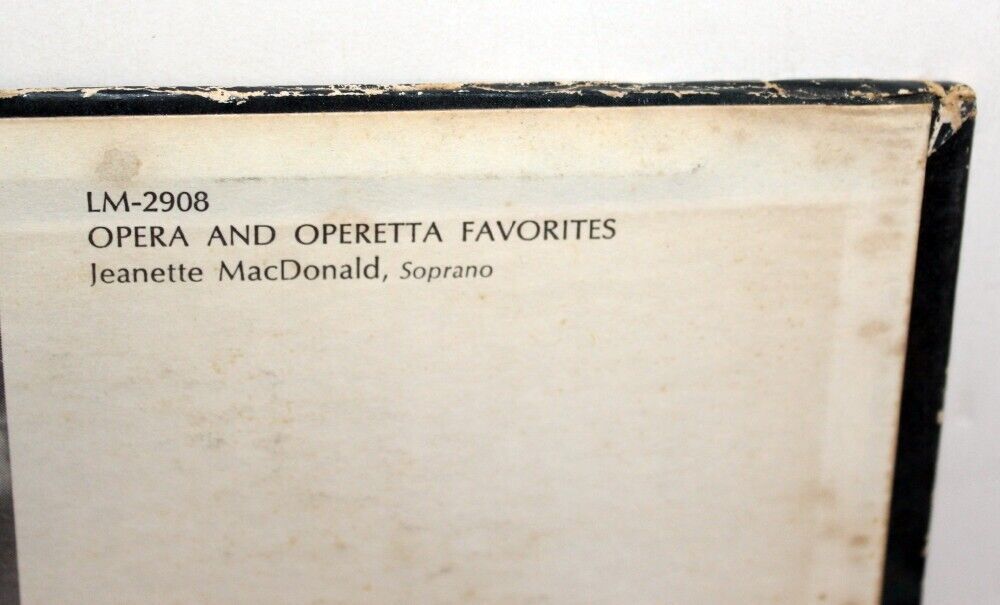 LM-2908
OPERA AND OPERETTA FAVORITES
Jeanette MacDonald, Soprano